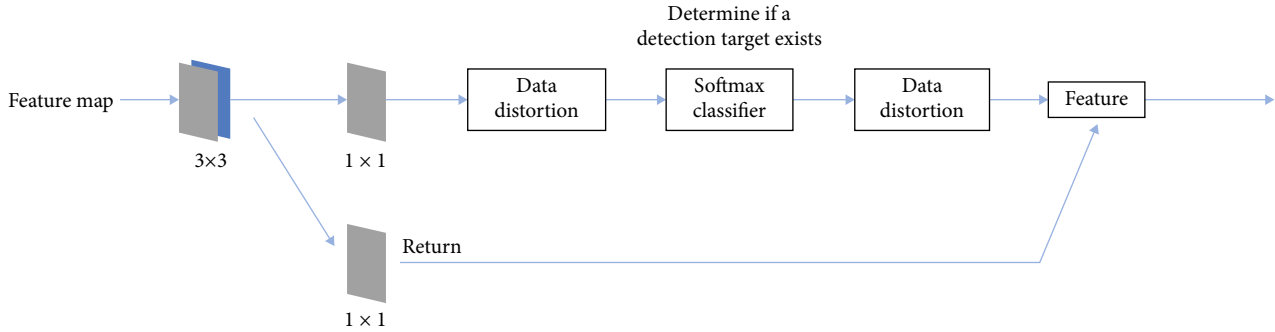 Determine if a
detection target exists
Feature map
3×3
1 × 1
Data
distortion
Softmax
classifier
Data
distortion
Feature
Return
1 × 1